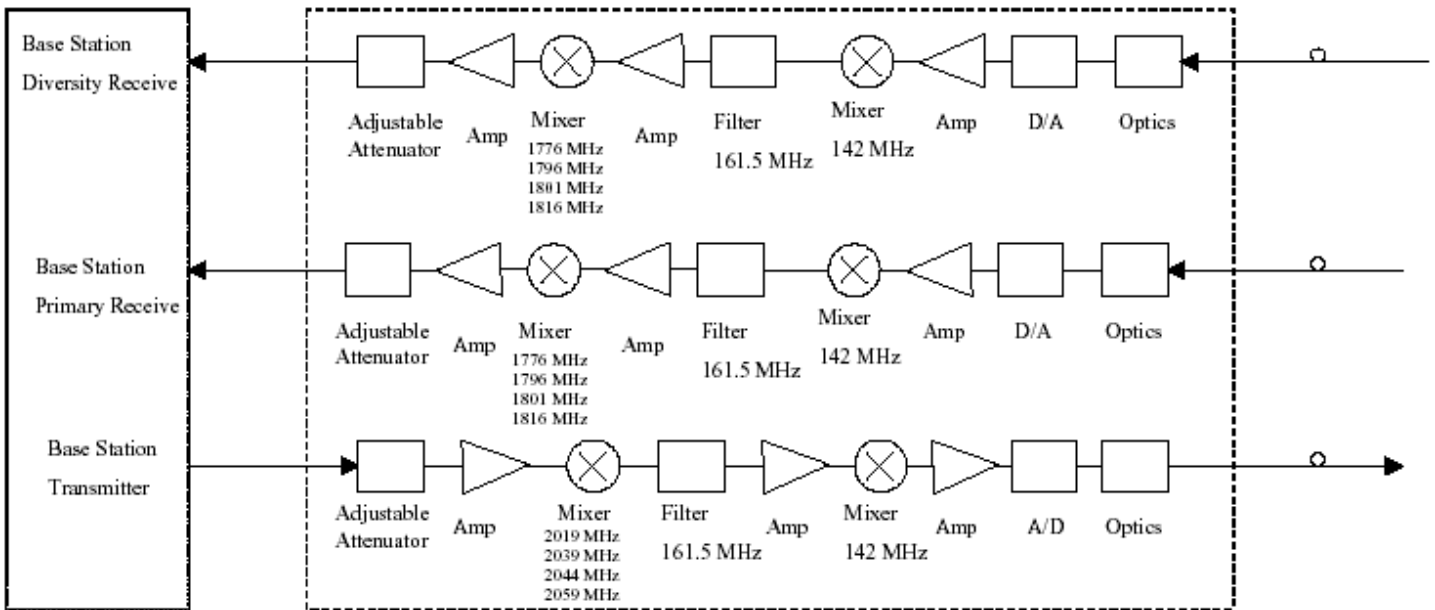 Base Station
Diversity Receive
Adjustable
Attenuator
Amp
Mixer
1776 MHz
1796 MHz
1801 MHz
1816 MHz
Amp
Filter
161.5 MHz
Mixer
142 MHz
Amp
D/A
Optics
Base Station
Primary Receive
Adjustable
Attenuator
Amp
Mixer
1776 MHz
1796 MHz
1801 MHz
1816 MHz
Amp
Filter
161.5 MHz
Mixer
142 MHz
Amp
D/A
Optics
Base Station
Transmitter
Adjustable
Attenuator
Amp
Mixer
2019 MHz
2039 MHz
2044 MHz
2059 MHz
Filter
161.5 MHz
Amp
Mixer
142 MHz
Amp
A/D
Optics